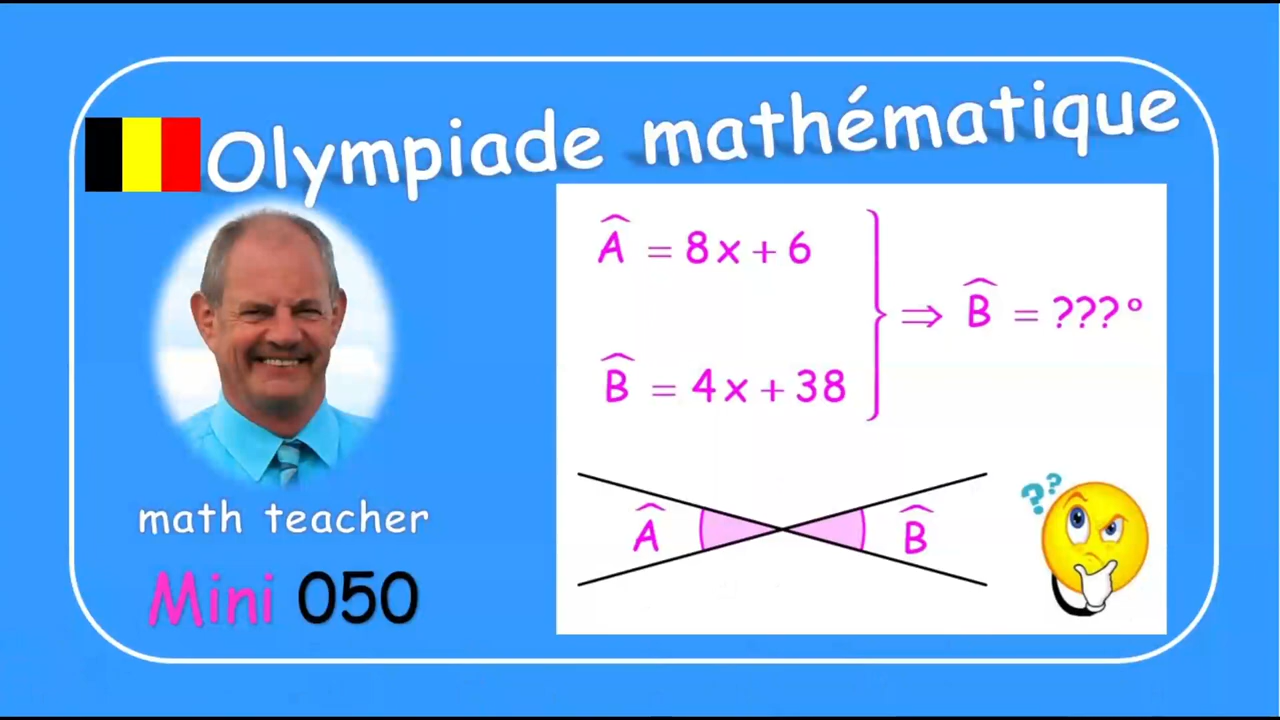 Olympiade mathématique
Â = 8x + 6
B̂ = 4x + 38
⇒ B̂ = ???°
Â
B̂
??
math teacher
Mini 050